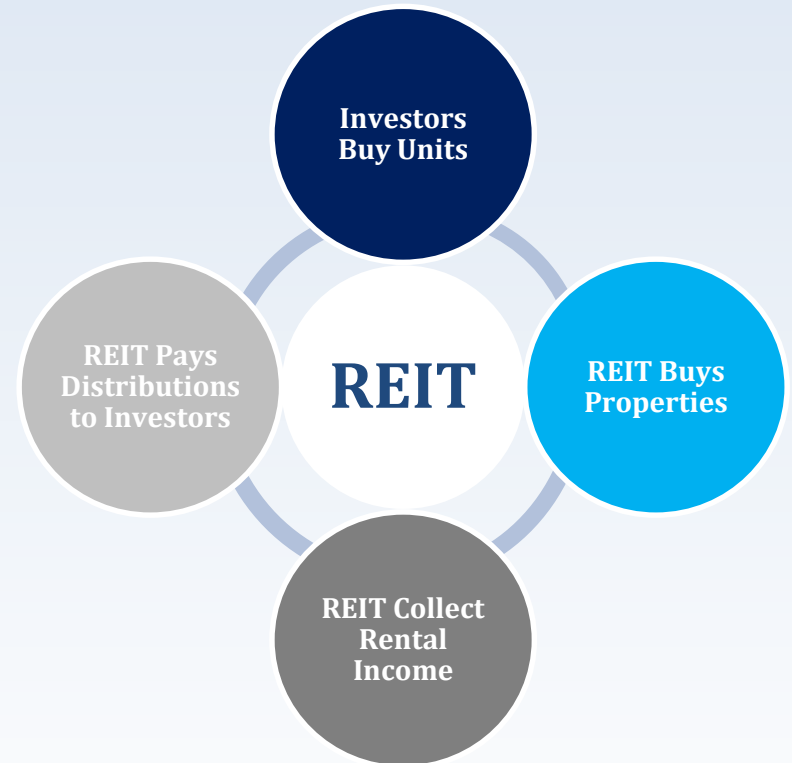 Investors
Buy Units
REIT Pays
Distributions
to Investors
REIT
REIT Buys
Properties
REIT Collect
Rental
Income